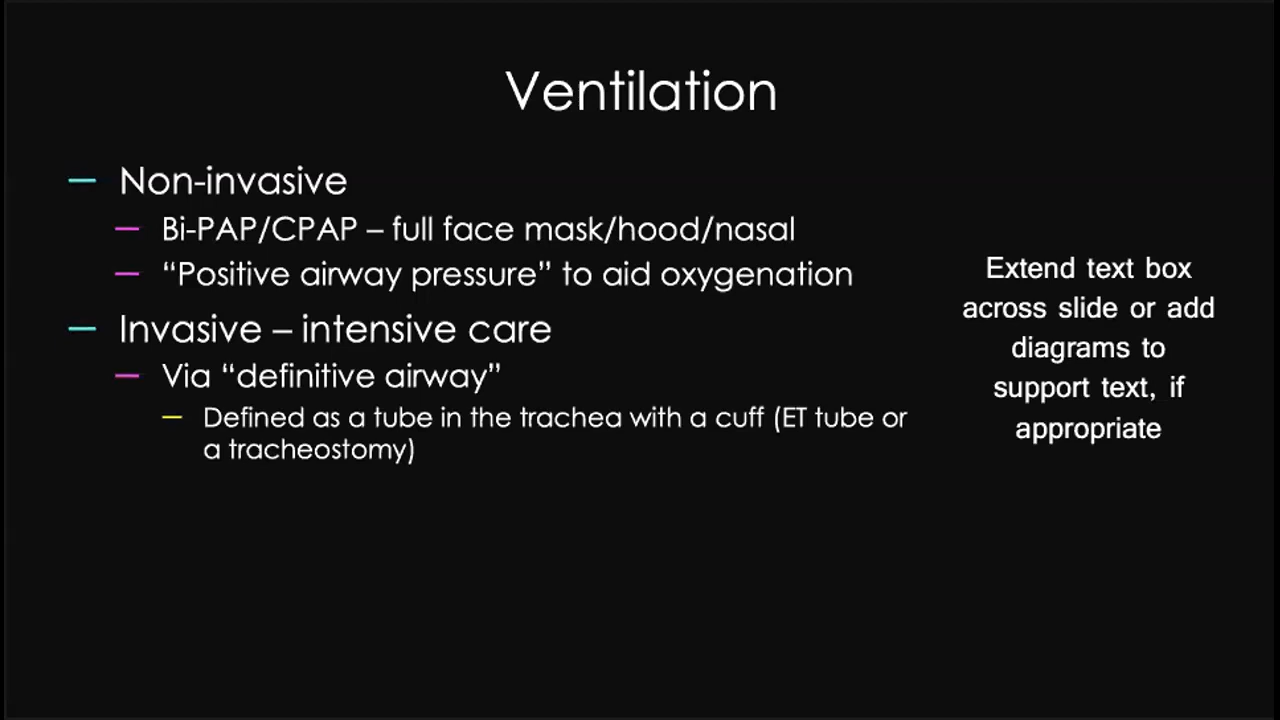 Ventilation
— Non-invasive
— Bi-PAP/CPAP – full face mask/hood/nasal
— “Positive airway pressure” to aid oxygenation
— Invasive – intensive care
— Via “definitive airway”
— Defined as a tube in the trachea with a cuff (ET tube or
a tracheostomy)
Extend text box
across slide or add
diagrams to
support text, if
appropriate